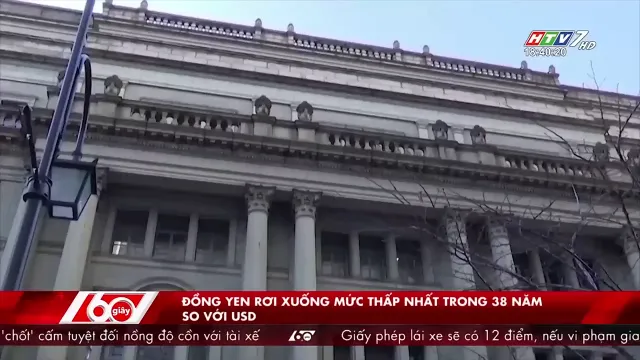 HTV7 HD
18:40:20
60 giây
ĐỒNG YEN RƠI XUỐNG MỨC THẤP NHẤT TRONG 38 NĂM
SO VỚI USD
'chốt' cấm tuyệt đối nồng độ cồn với tài xế
Giấy phép lái xe sẽ có 12 điểm, nếu vi phạm gia